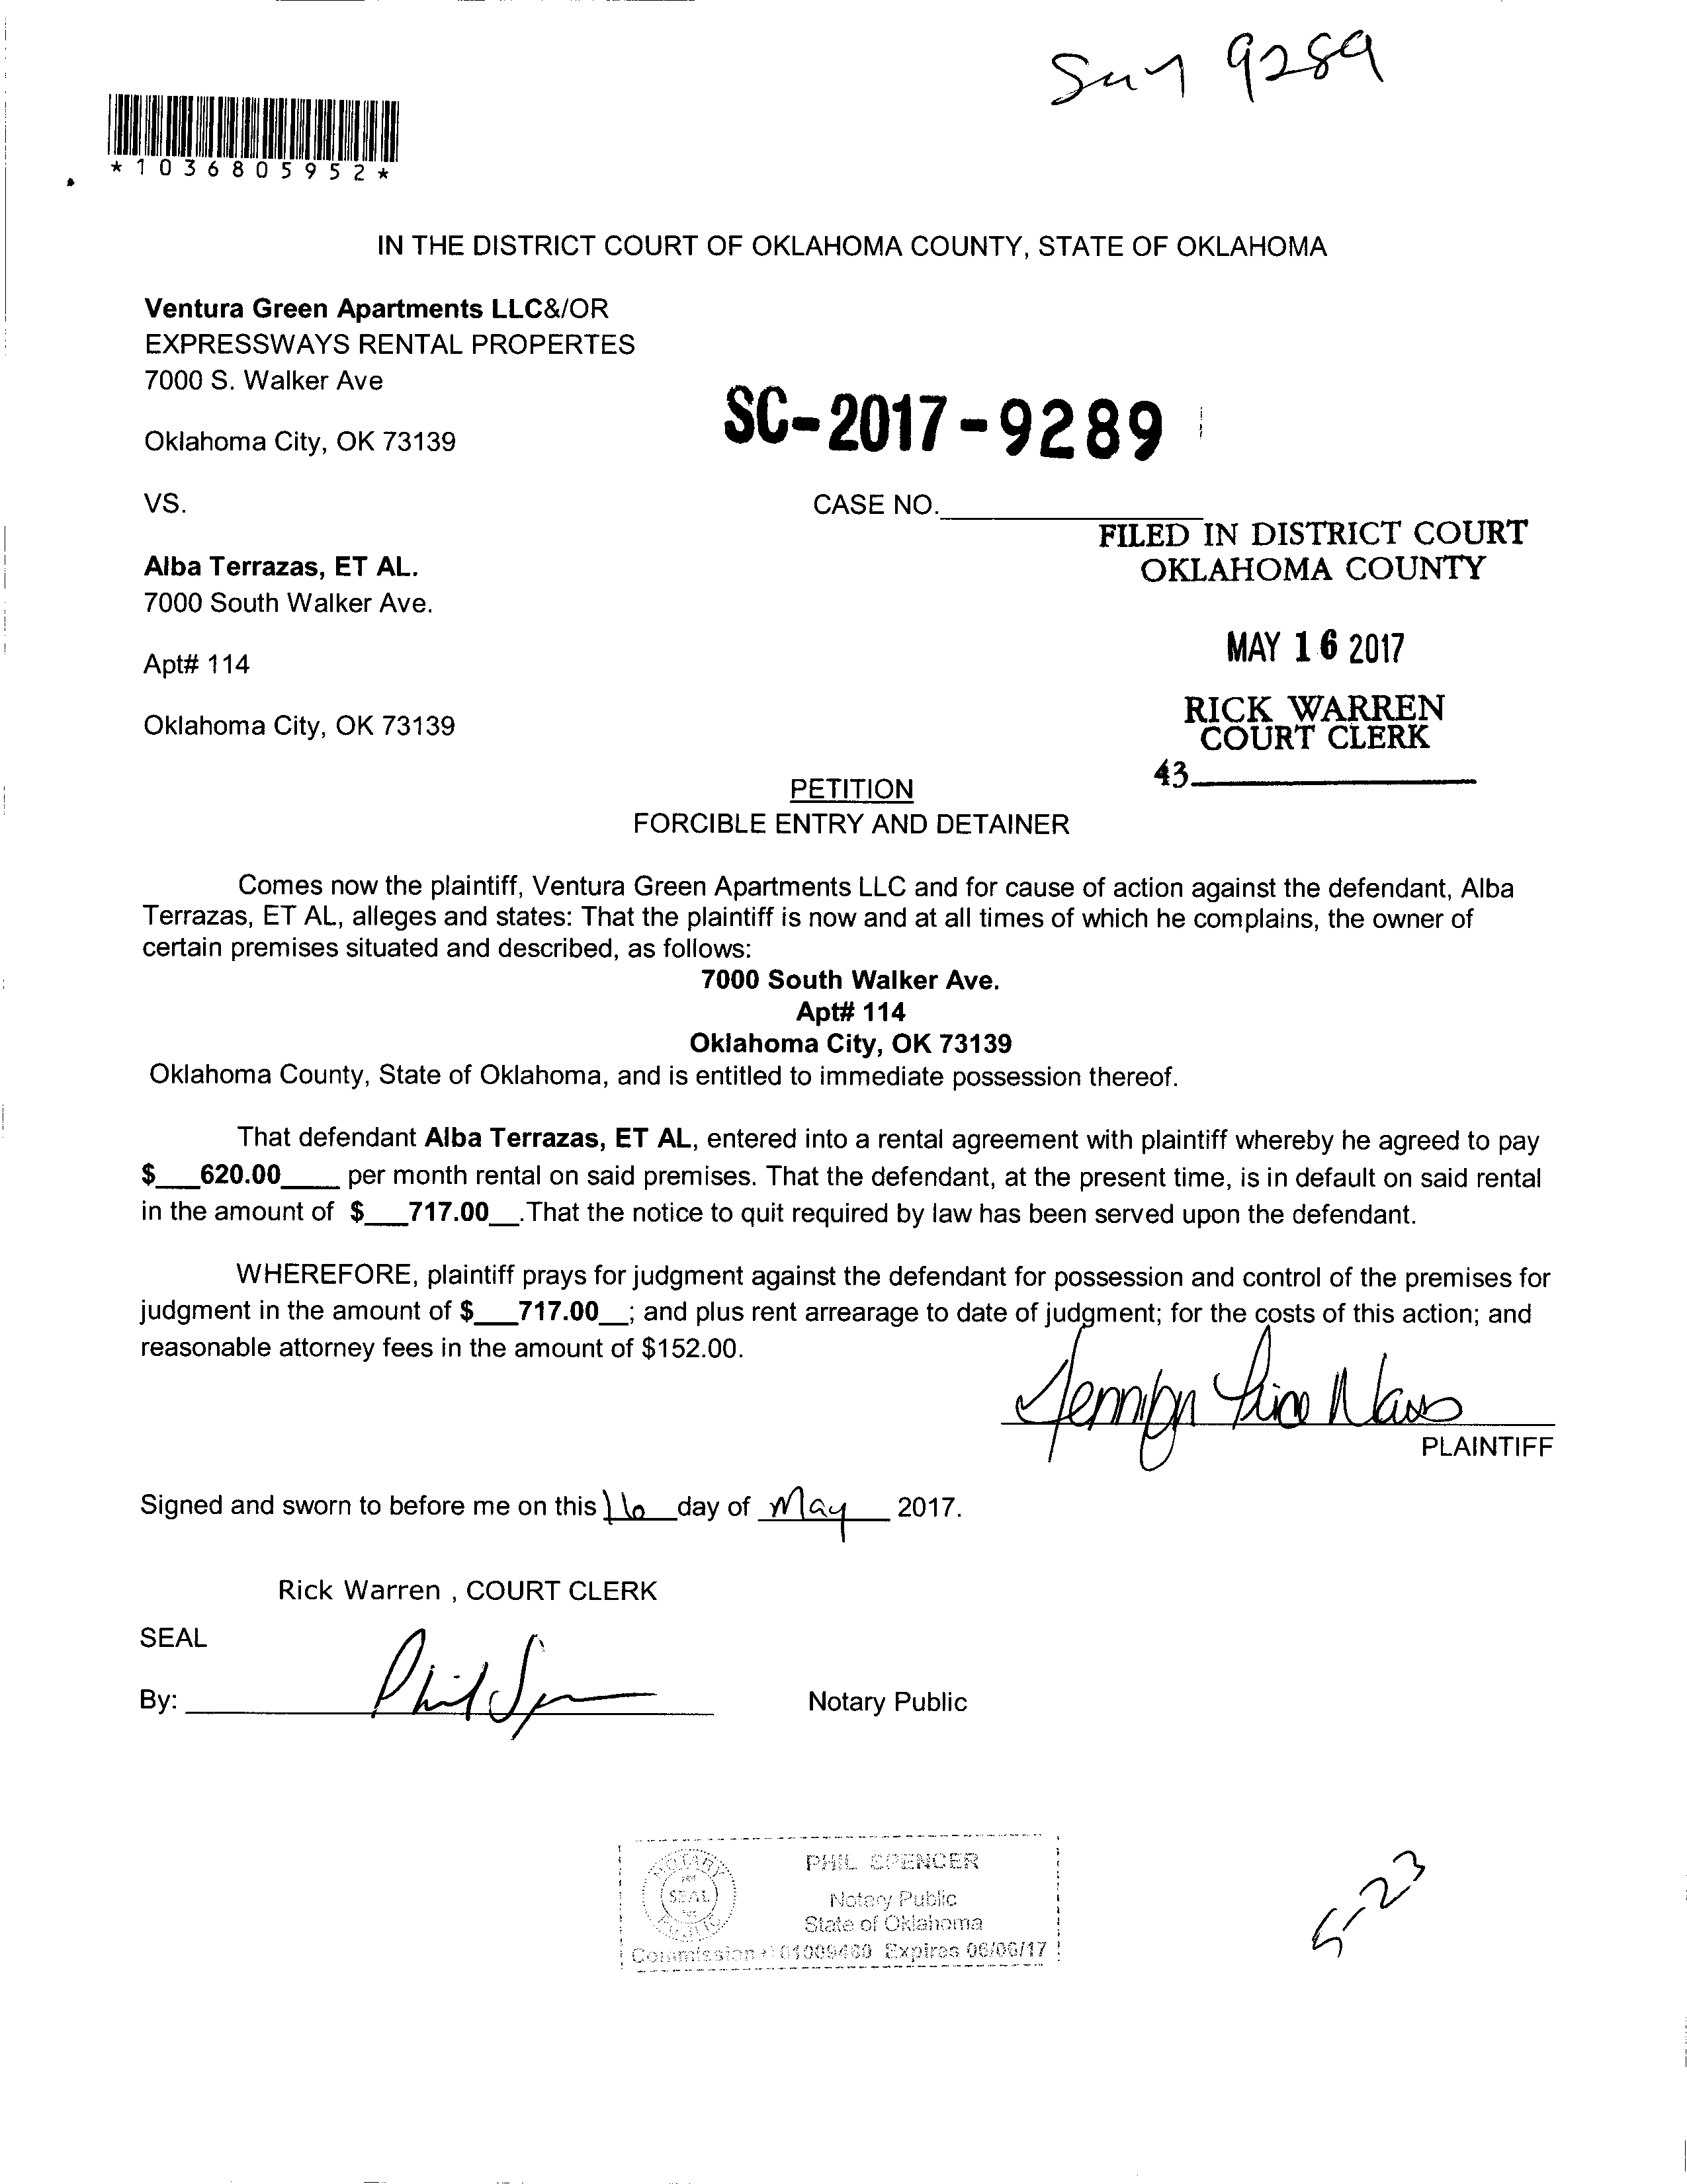 9289
*1036805952*
IN THE DISTRICT COURT OF OKLAHOMA COUNTY, STATE OF OKLAHOMA
Ventura Green Apartments LLC&/OR
EXPRESSWAYS RENTAL PROPERTES
7000 S. Walker Ave
SC-2017-9289
Oklahoma City, OK 73139
VS.
CASE NO.
FILED IN DISTRICT COURT
OKLAHOMA COUNTY
Alba Terrazas, ET AL.
7000 South Walker Ave.
MAY 16 2017
Apt# 114
RICK WARREN
COURT CLERK
Oklahoma City, OK 73139
43
PETITION
FORCIBLE ENTRY AND DETAINER
Comes now the plaintiff, Ventura Green Apartments LLC and for cause of action against the defendant, Alba
Terrazas, ET AL, alleges and states: That the plaintiff is now and at all times of which he complains, the owner of
certain premises situated and described, as follows:
7000 South Walker Ave.
Apt# 114
Oklahoma City, OK 73139
Oklahoma County, State of Oklahoma, and is entitled to immediate possession thereof.
That defendant Alba Terrazas, ET AL, entered into a rental agreement with plaintiff whereby he agreed to pay
$___620.00____ per month rental on said premises. That the defendant, at the present time, is in default on said rental
in the amount of $___717.00__.That the notice to quit required by law has been served upon the defendant.
WHEREFORE, plaintiff prays for judgment against the defendant for possession and control of the premises for
judgment in the amount of $___717.00__; and plus rent arrearage to date of judgment; for the costs of this action; and
reasonable attorney fees in the amount of $152.00.
PLAINTIFF
Signed and sworn to before me on this 16 day of May 2017.
Rick Warren , COURT CLERK
SEAL
By: Notary Public
PHIL SPENCER
NOTARY
SEAL
PUBLIC
Notary Public
State of Oklahoma
Commission # Expires 06/06/17
5-23